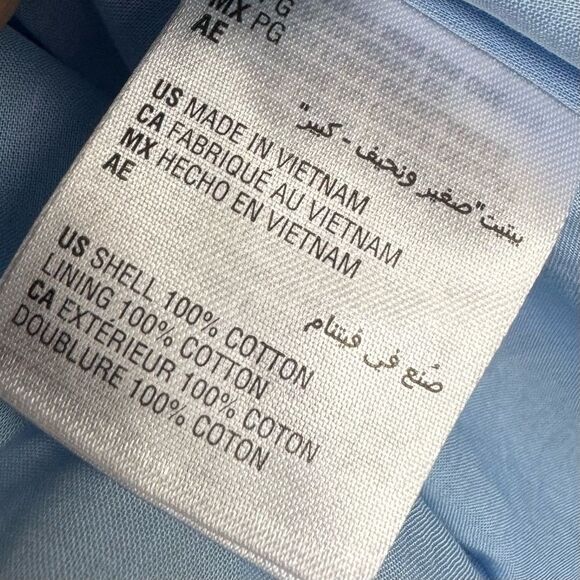 MX PG
AE
بيتيت"صغير ونحيف - كبير"
US MADE IN VIETNAM
CA FABRIQUÉ AU VIETNAM
MX HECHO EN VIETNAM
AE
صُنع في فيتنام
US SHELL 100% COTTON
LINING 100% COTTON
CA EXTÉRIEUR 100% COTON
DOUBLURE 100% COTON